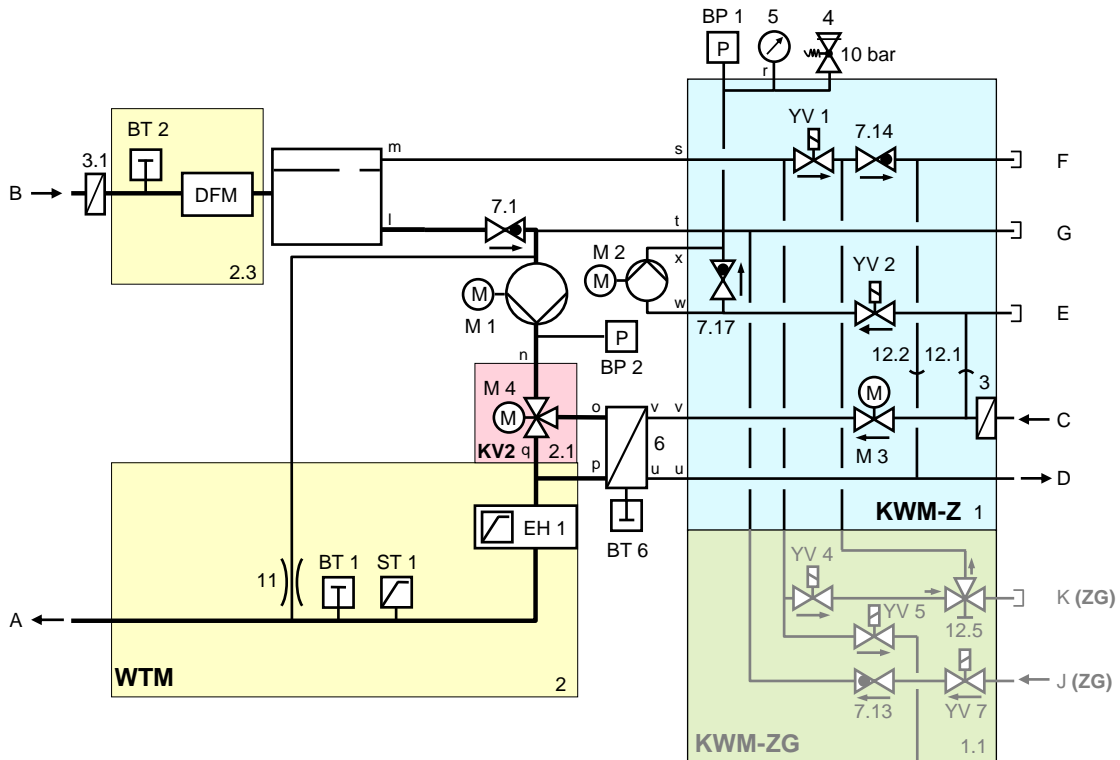 BP 1
5
4
P
r
10 bar
BT 2
YV 1
7.14
3.1
m
s
F
B
DFM
l
7.1
t
G
M 2
x
YV 2
M
2.3
M
M 1
w
E
7.17
n
P
BP 2
12.2
12.1
M 4
M
3
M
o
v
v
C
KV2
q
2.1
6
M 3
p
u
u
D
KWM-Z
1
EH 1
BT 6
YV 4
11
BT 1
ST 1
K (ZG)
A
YV 5
12.5
WTM
2
J (ZG)
7.13
YV 7
KWM-ZG
1.1